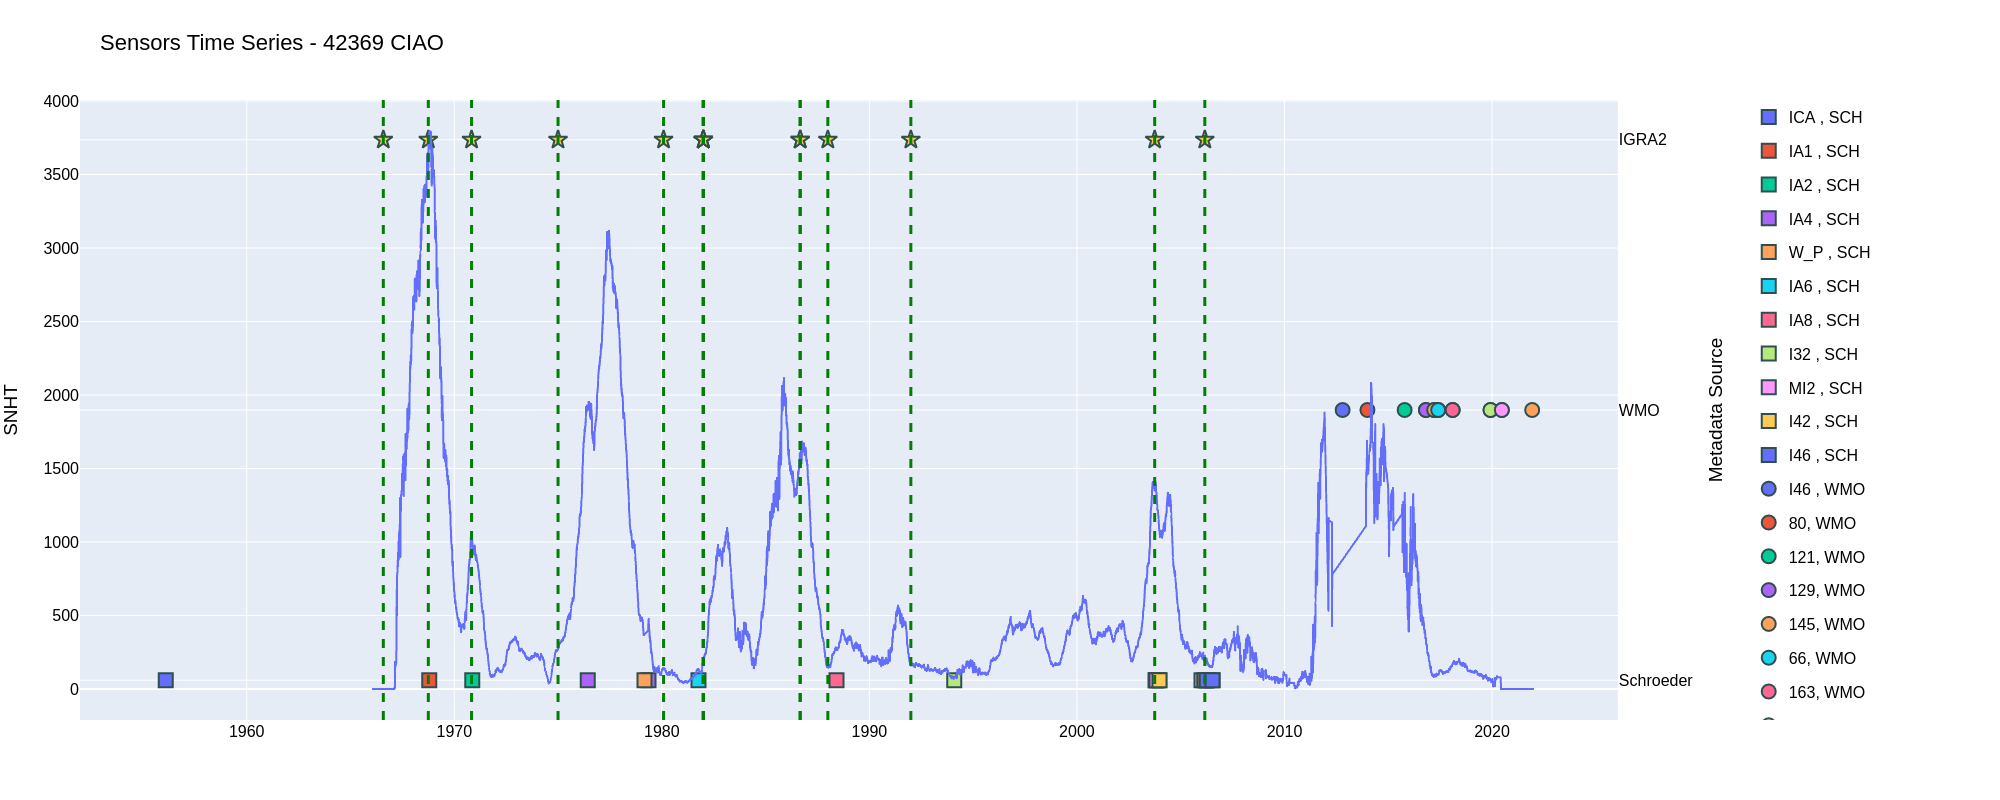 Sensors Time Series - 42369 CIAO
SNHT
4000
3500
3000
2500
2000
1500
1000
500
0
1960
1970
1980
1990
2000
2010
2020
IGRA2
WMO
Schroeder
Metadata Source
ICA , SCH
IA1 , SCH
IA2 , SCH
IA4 , SCH
W_P , SCH
IA6 , SCH
IA8 , SCH
I32 , SCH
MI2 , SCH
I42 , SCH
I46 , SCH
I46 , WMO
80, WMO
121, WMO
129, WMO
145, WMO
66, WMO
163, WMO